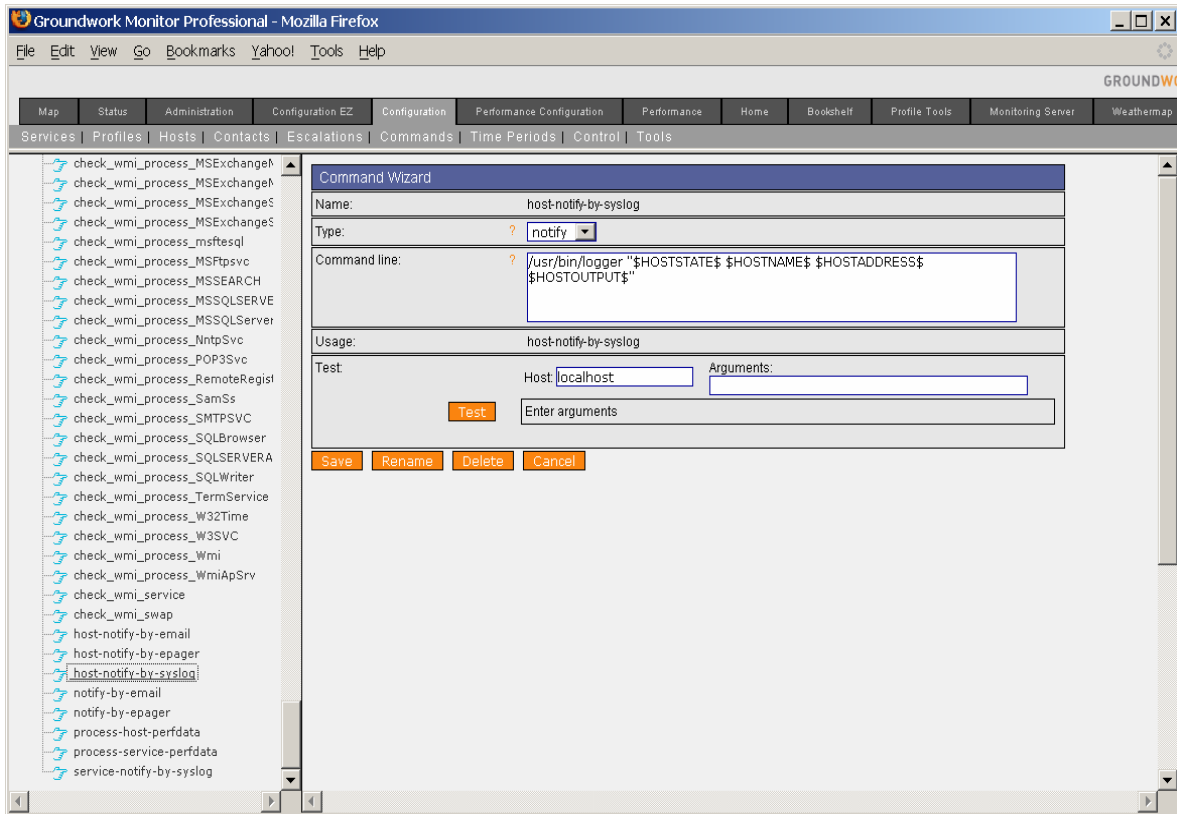 Groundwork Monitor Professional - Mozilla Firefox
File Edit View Go Bookmarks Yahoo! Tools Help
GROUNDWO
Map Status Administration Configuration EZ Configuration Performance Configuration Performance Home Bookshelf Profile Tools Monitoring Server Weathermap
Services | Profiles | Hosts | Contacts | Escalations | Commands | Time Periods | Control | Tools
check_wmi_process_MSExchangeM
check_wmi_process_MSExchangeM
check_wmi_process_MSExchangeS
check_wmi_process_MSExchangeS
check_wmi_process_msftesql
check_wmi_process_MSFtpsvc
check_wmi_process_MSSEARCH
check_wmi_process_MSSQLSERVE
check_wmi_process_MSSQLServer
check_wmi_process_NntpSvc
check_wmi_process_POP3Svc
check_wmi_process_RemoteRegist
check_wmi_process_SamSs
check_wmi_process_SMTPSVC
check_wmi_process_SQLBrowser
check_wmi_process_SQLSERVERA
check_wmi_process_SQLWriter
check_wmi_process_TermService
check_wmi_process_W32Time
check_wmi_process_W3SVC
check_wmi_process_Wmi
check_wmi_process_WmiApSrv
check_wmi_service
check_wmi_swap
host-notify-by-email
host-notify-by-epager
host-notify-by-syslog
notify-by-email
notify-by-epager
process-host-perfdata
process-service-perfdata
service-notify-by-syslog
Command Wizard
Name: host-notify-by-syslog
Type: ? notify
Command line: ? /usr/bin/logger "$HOSTSTATE$ $HOSTNAME$ $HOSTADDRESS$
$HOSTOUTPUT$"
Usage: host-notify-by-syslog
Test: Host: localhost Arguments:
Test Enter arguments
Save Rename Delete Cancel